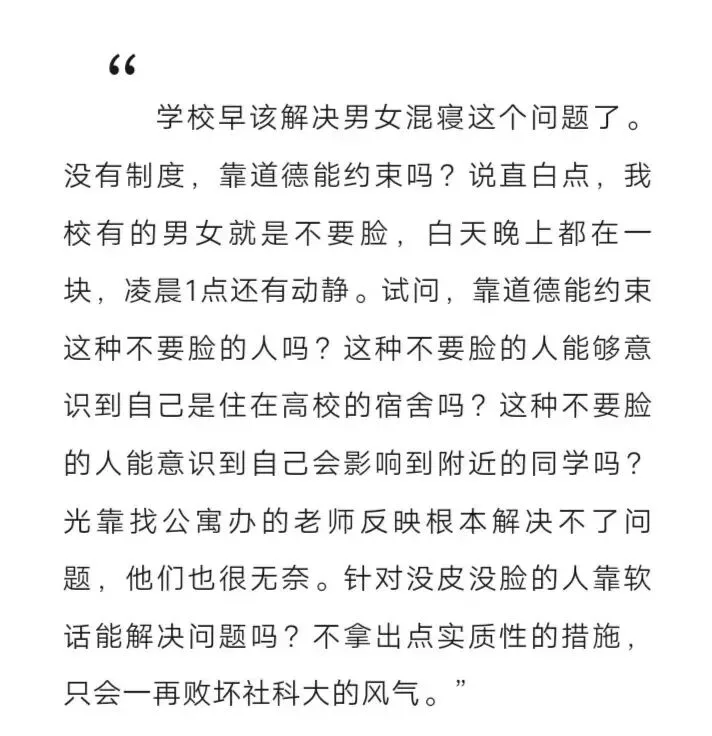 “
学校早该解决男女混寝这个问题了。
没有制度，靠道德能约束吗？说直白点，我
校有的男女就是不要脸，白天晚上都在一
块，凌晨1点还有动静。试问，靠道德能约束
这种不要脸的人吗？这种不要脸的人能够意
识到自己是住在高校的宿舍吗？这种不要脸
的人能意识到自己会影响到附近的同学吗？
光靠找公寓办的老师反映根本解决不了问
题，他们也很无奈。针对没皮没脸的人靠软
话能解决问题吗？不拿出点实质性的措施，
只会一再败坏社科大的风气。”